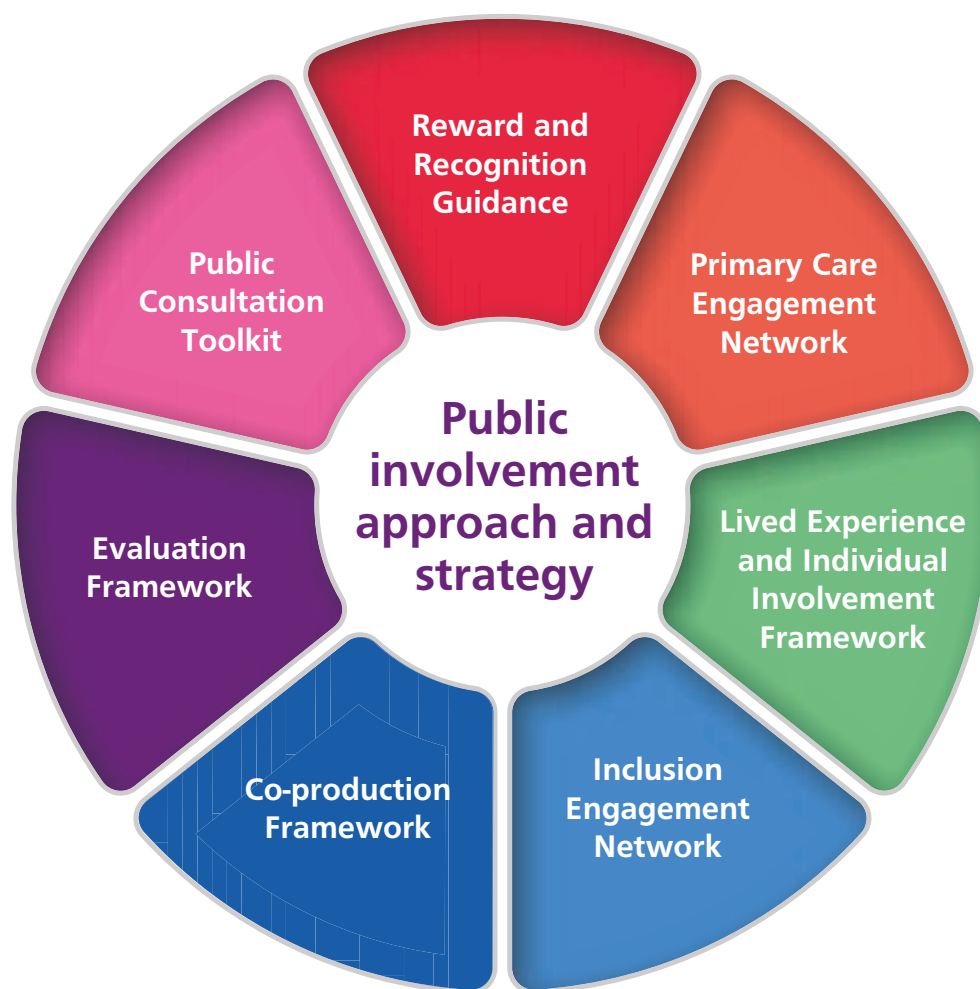 Reward and
Recognition
Guidance
Primary Care
Engagement
Network
Lived Experience
and Individual
Involvement
Framework
Inclusion
Engagement
Network
Co-production
Framework
Evaluation
Framework
Public
Consultation
Toolkit
Public
involvement
approach and
strategy